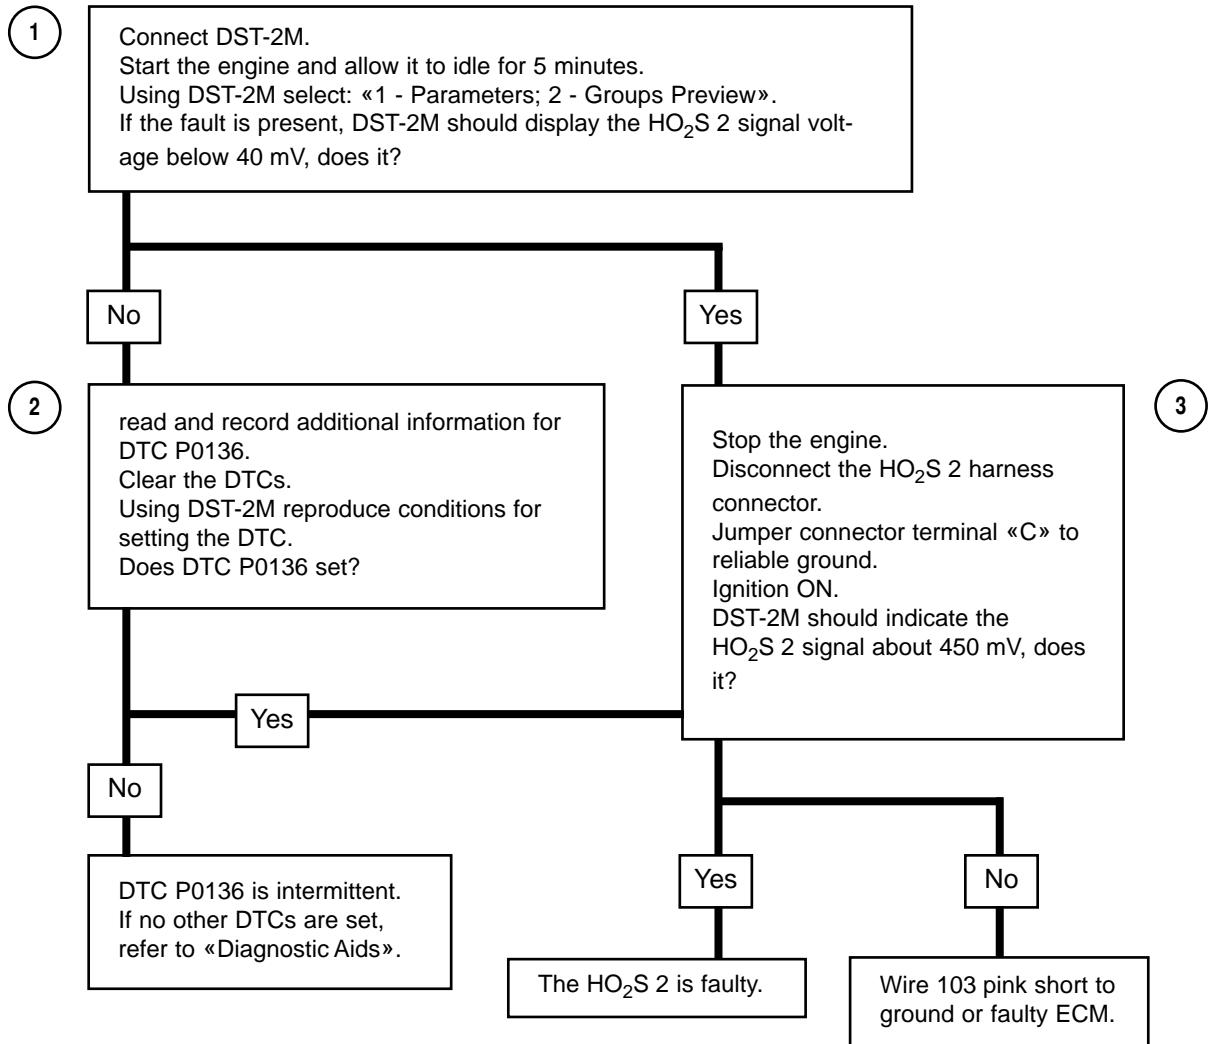 1
Connect DST-2M.
Start the engine and allow it to idle for 5 minutes.
Using DST-2M select: «1 - Parameters; 2 - Groups Preview».
If the fault is present, DST-2M should display the HO2S 2 signal volt-
age below 40 mV, does it?
No
Yes
2
read and record additional information for
DTC P0136.
Clear the DTCs.
Using DST-2M reproduce conditions for
setting the DTC.
Does DTC P0136 set?
3
Stop the engine.
Disconnect the HO2S 2 harness
connector.
Jumper connector terminal «C» to
reliable ground.
Ignition ON.
DST-2M should indicate the
HO2S 2 signal about 450 mV, does
it?
Yes
No
DTC P0136 is intermittent.
If no other DTCs are set,
refer to «Diagnostic Aids».
Yes
No
The HO2S 2 is faulty.
Wire 103 pink short to
ground or faulty ECM.